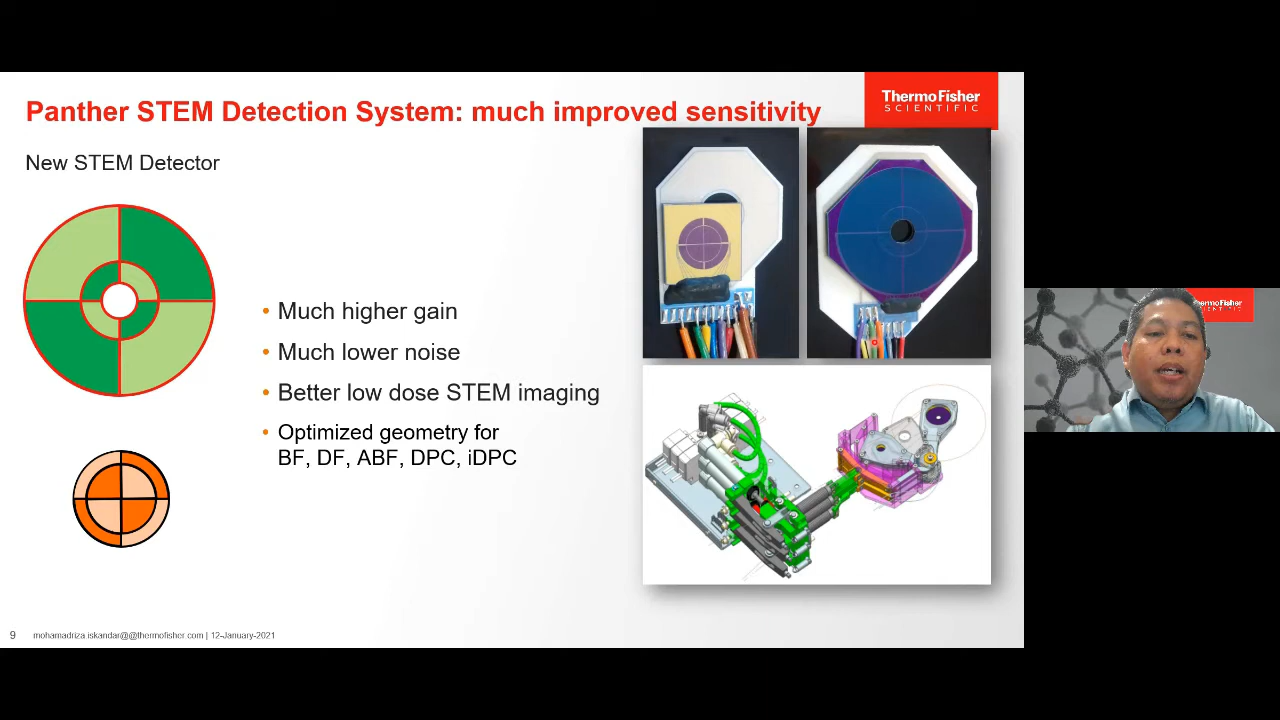 Panther STEM Detection System: much improved sensitivity
ThermoFisher
SCIENTIFIC
New STEM Detector
• Much higher gain
• Much lower noise
• Better low dose STEM imaging
• Optimized geometry for
BF, DF, ABF, DPC, iDPC
ThermoFisher
SCIENTIFIC
9 mohamadriza.iskandar@@thermofisher.com | 12-January-2021